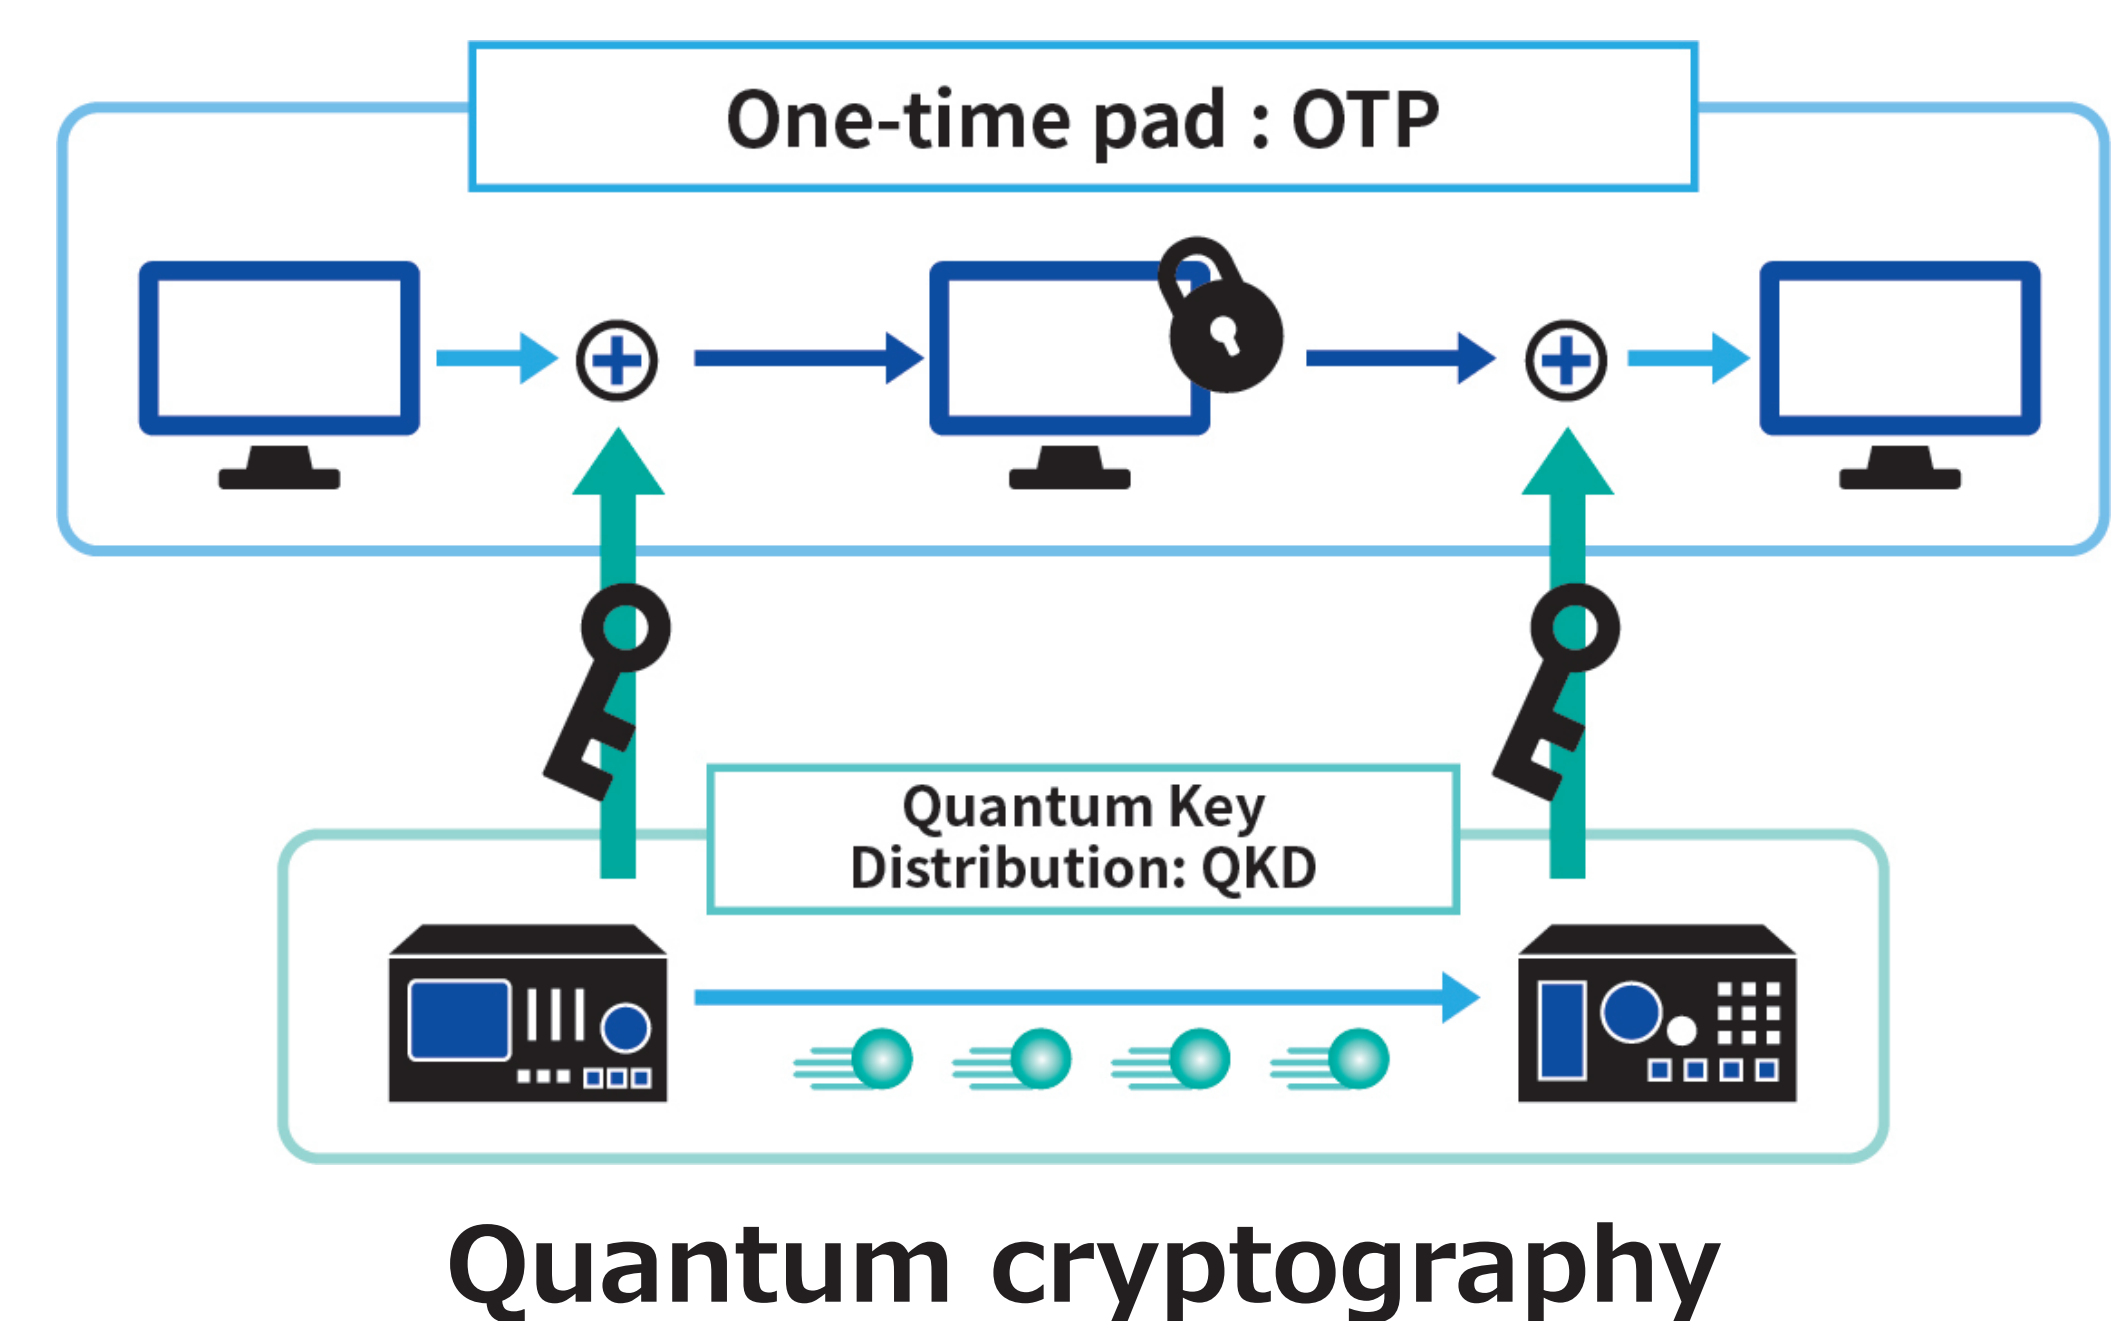 One-time pad : OTP
Quantum Key
Distribution: QKD
Quantum cryptography